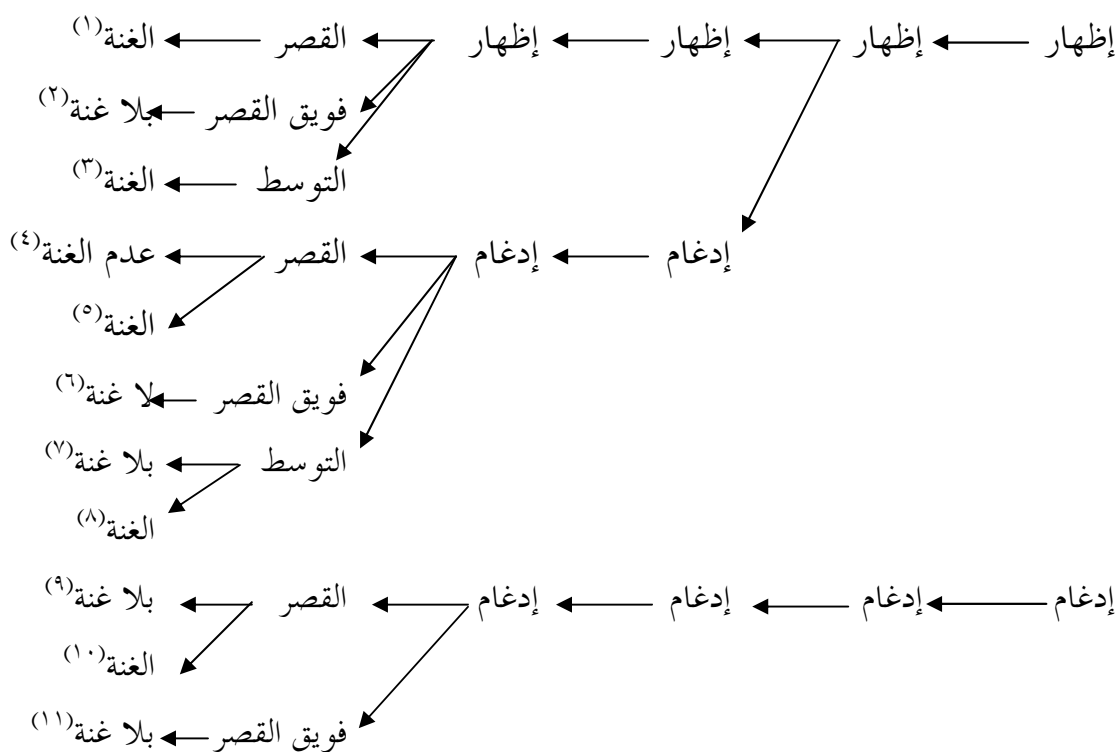 إظهار إظهار إظهار إظهار القصر الغنة(١)
فويق القصر بلا غنة(٢)
التوسط الغنة(٣)
إدغام إدغام القصر عدم الغنة(٤)
الغنة(٥)
فويق القصر لا غنة(٦)
التوسط بلا غنة(٧)
الغنة(٨)
إدغام إدغام إدغام إدغام القصر بلا غنة(٩)
الغنة(١٠)
فويق القصر بلا غنة(١١)